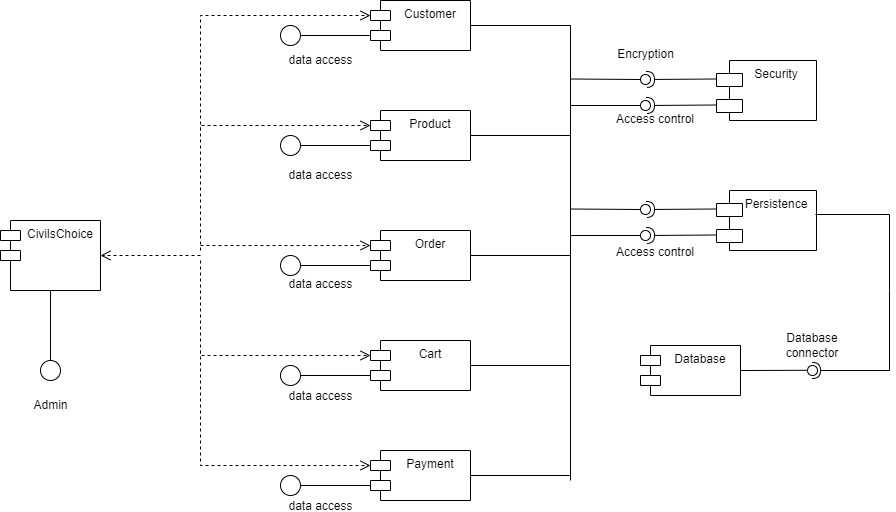 Customer
data access
Encryption
Security
Access control
Product
data access
Persistence
CivilsChoice
Order
Access control
data access
Database
connector
Cart
Database
data access
Admin
Payment
data access